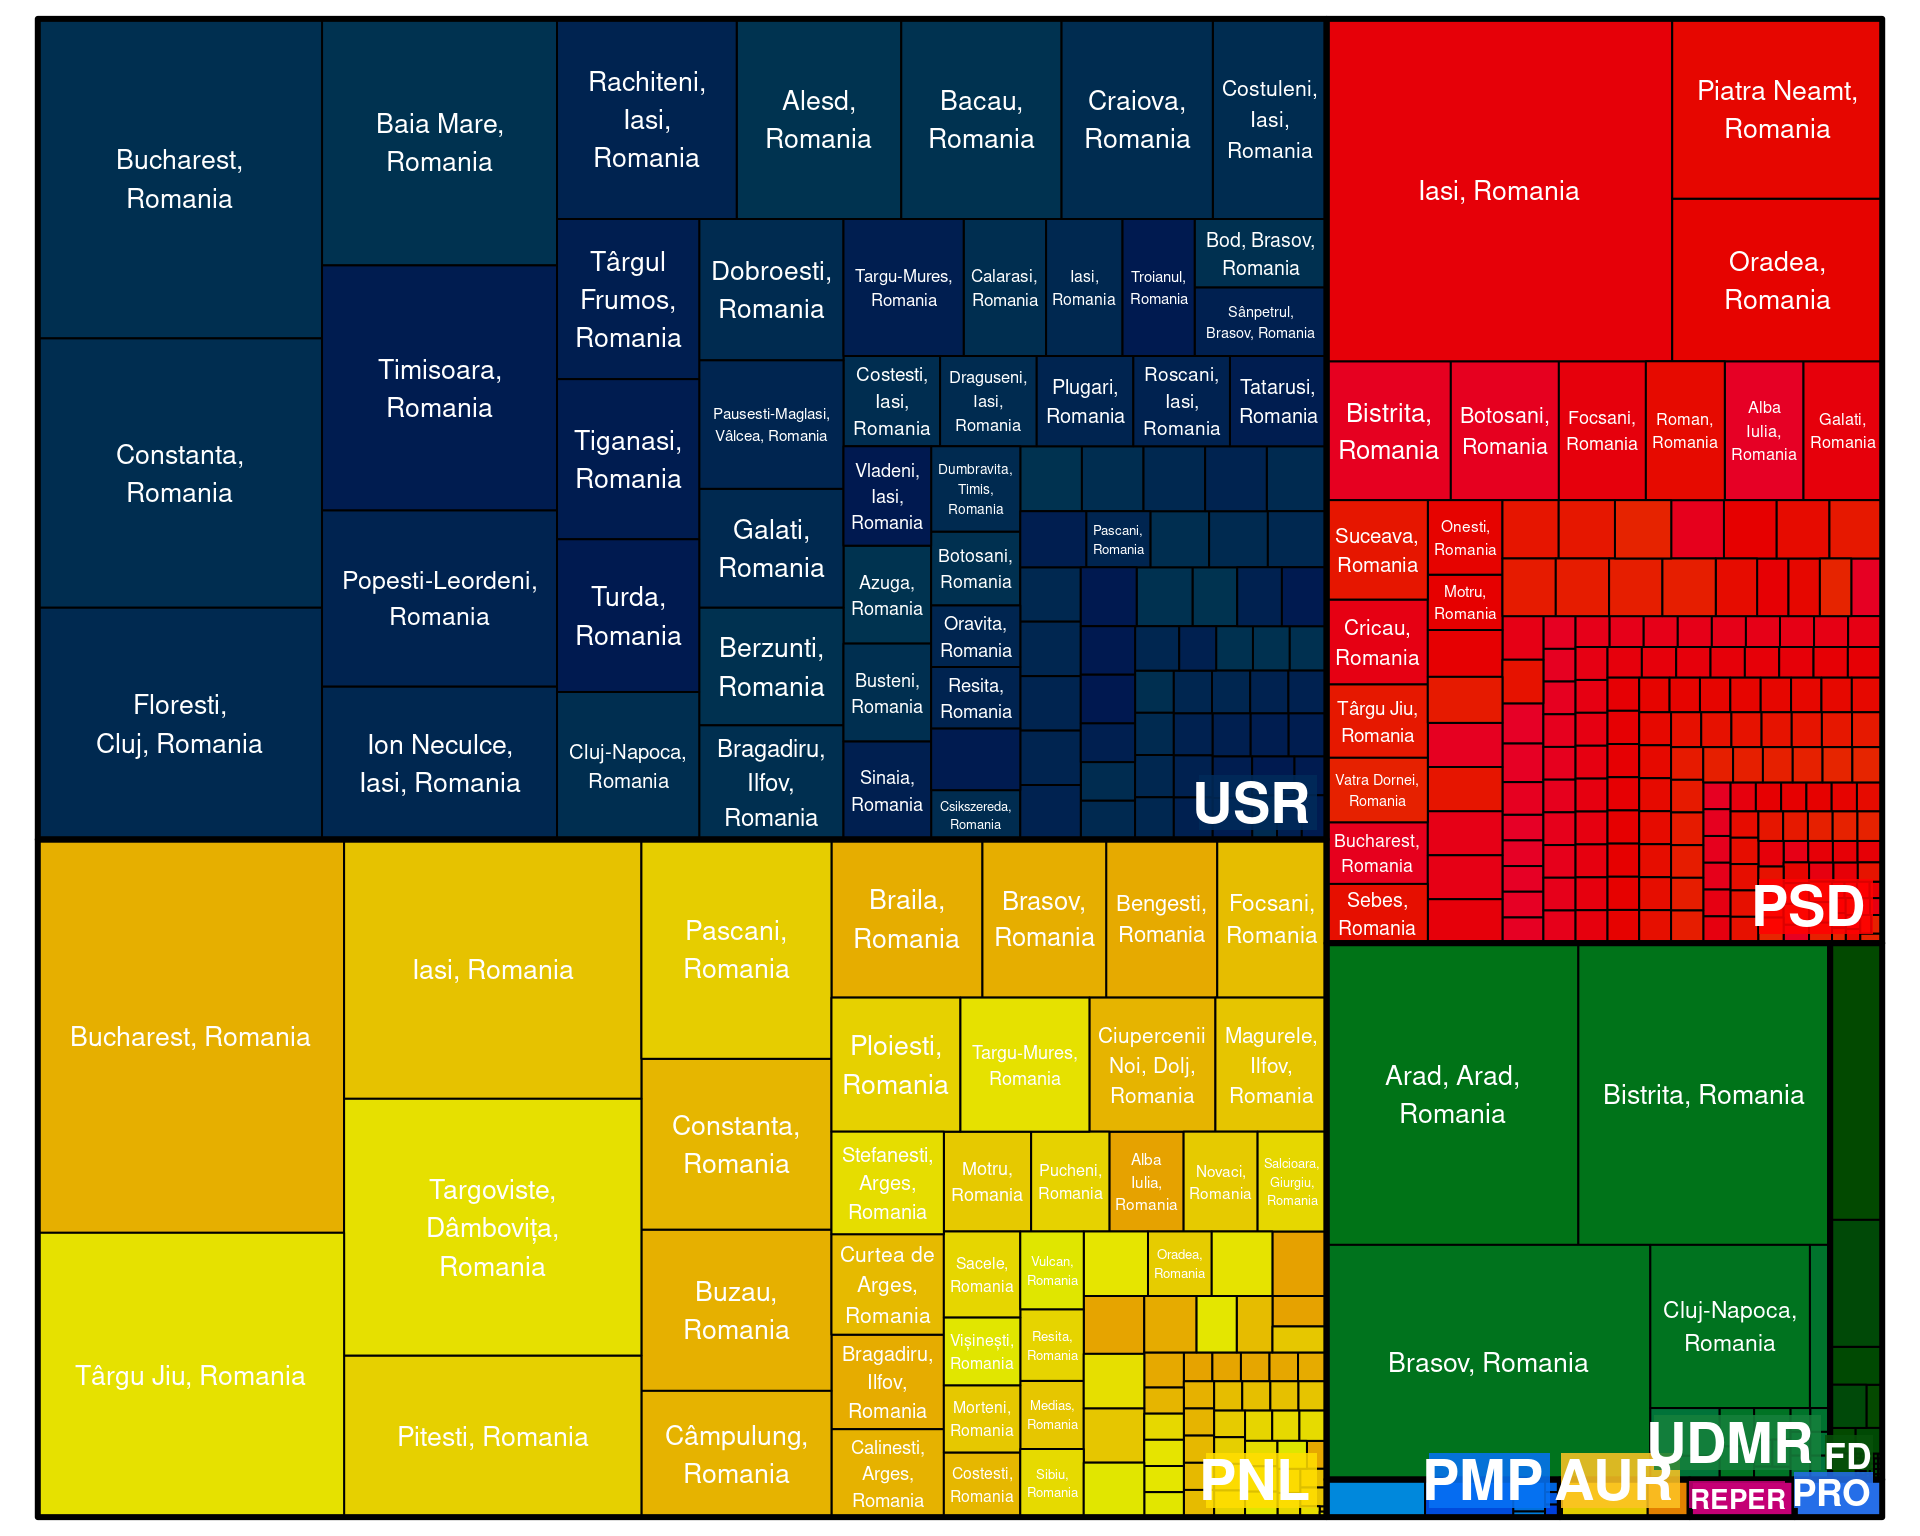 Bucharest,
Romania
Constanta,
Romania
Floresti,
Cluj, Romania
Baia Mare,
Romania
Timisoara,
Romania
Popesti-Leordeni,
Romania
Ion Neculce,
Iasi, Romania
Rachiteni,
Iasi,
Romania
Alesd,
Romania
Bacau,
Romania
Craiova,
Romania
Costuleni,
Iasi,
Romania
Târgul
Frumos,
Romania
Tiganasi,
Romania
Turda,
Romania
Cluj-Napoca,
Romania
Dobroesti,
Romania
Pausesti-Maglasi,
Vâlcea, Romania
Galati,
Romania
Berzunti,
Romania
Bragadiru,
Ilfov,
Romania
Targu-Mures,
Romania
Calarasi,
Romania
Iasi,
Romania
Troianul,
Romania
Bod, Brasov,
Romania
Sânpetrul,
Brasov, Romania
Costesti,
Iasi,
Romania
Draguseni,
Iasi,
Romania
Plugari,
Romania
Roscani,
Iasi,
Romania
Tatarusi,
Romania
Vladeni,
Iasi,
Romania
Azuga,
Romania
Busteni,
Romania
Sinaia,
Romania
Dumbravita,
Timis,
Romania
Botosani,
Romania
Oravita,
Romania
Resita,
Romania
Csikszereda,
Romania
Pascani,
Romania
USR
Iasi, Romania
Piatra Neamt,
Romania
Oradea,
Romania
Bistrita,
Romania
Botosani,
Romania
Focsani,
Romania
Roman,
Romania
Alba
Iulia,
Romania
Galati,
Romania
Suceava,
Romania
Cricau,
Romania
Târgu Jiu,
Romania
Vatra Dornei,
Romania
Bucharest,
Romania
Sebes,
Romania
Onesti,
Romania
Motru,
Romania
PSD
Bucharest, Romania
Târgu Jiu, Romania
Iasi, Romania
Targoviste,
Dâmbovița,
Romania
Pitesti, Romania
Pascani,
Romania
Constanta,
Romania
Buzau,
Romania
Câmpulung,
Romania
Braila,
Romania
Brasov,
Romania
Bengesti,
Romania
Focsani,
Romania
Ploiesti,
Romania
Targu-Mures,
Romania
Ciupercenii
Noi, Dolj,
Romania
Magurele,
Ilfov,
Romania
Stefanesti,
Arges,
Romania
Curtea de
Arges,
Romania
Bragadiru,
Ilfov,
Romania
Calinesti,
Arges,
Romania
Motru,
Romania
Pucheni,
Romania
Alba
Iulia,
Romania
Novaci,
Romania
Salcioara,
Giurgiu,
Romania
Sacele,
Romania
Vișinești,
Romania
Morteni,
Romania
Costesti,
Romania
Vulcan,
Romania
Resita,
Romania
Medias,
Romania
Sibiu,
Romania
Oradea,
Romania
PNL
Arad, Arad,
Romania
Bistrita, Romania
Brasov, Romania
Cluj-Napoca,
Romania
UDMR
FD
PMP
AUR
REPER
PRO